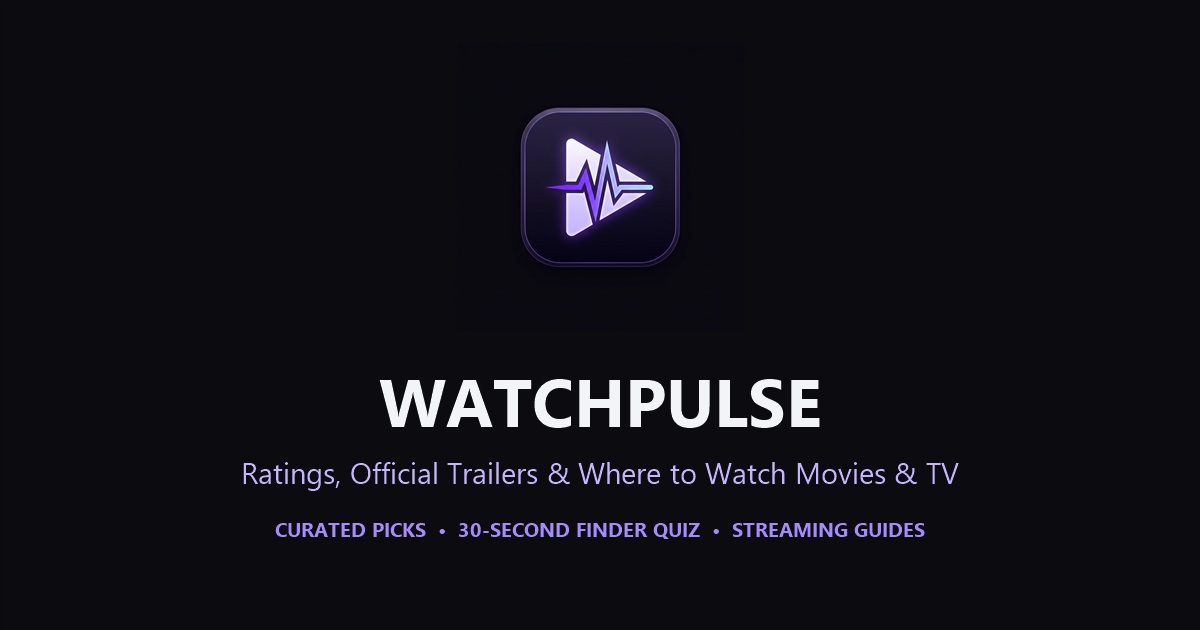 WATCHPULSE
Ratings, Official Trailers & Where to Watch Movies & TV
CURATED PICKS • 30-SECOND FINDER QUIZ • STREAMING GUIDES